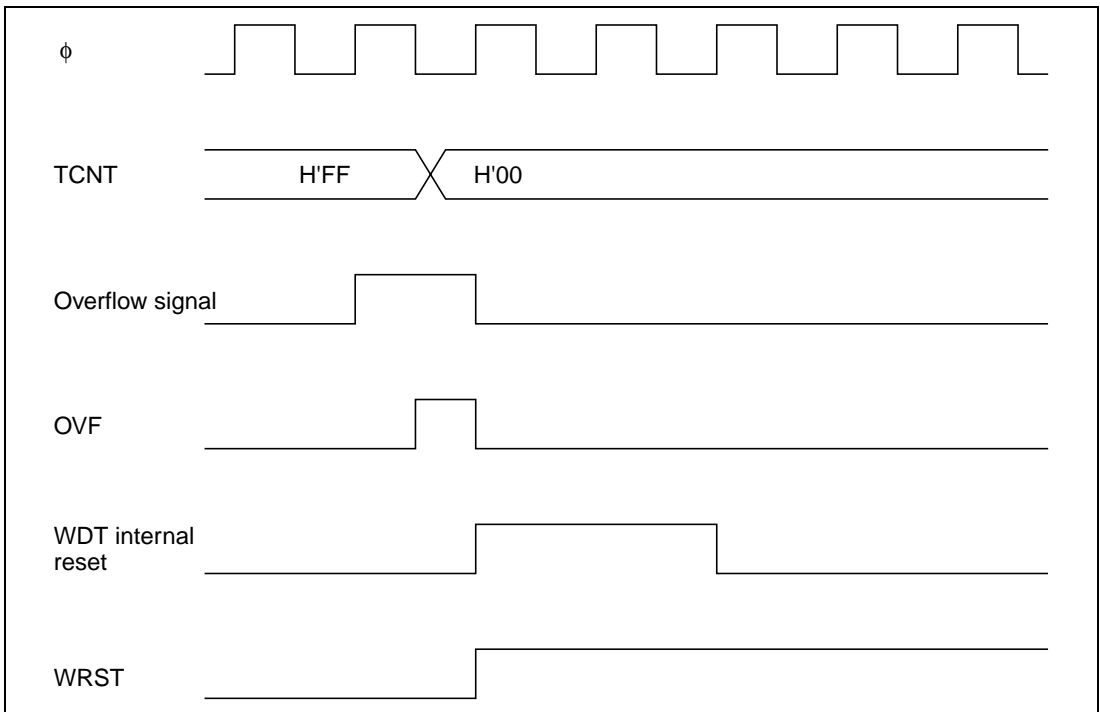 ϕ
TCNT
H'FF
H'00
Overflow signal
OVF
WDT internal
reset
WRST